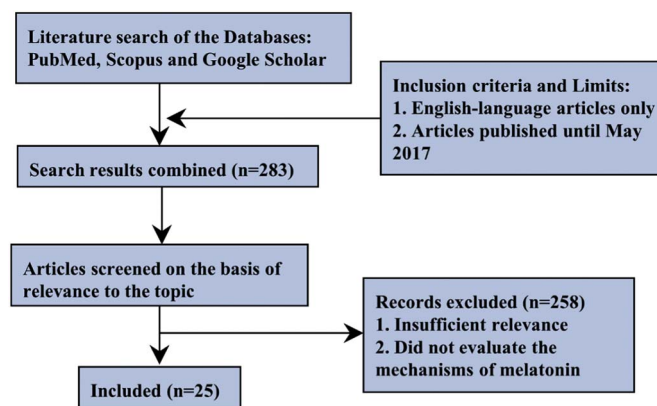 Literature search of the Databases:
PubMed, Scopus and Google Scholar
Inclusion criteria and Limits:
1. English-language articles only
2. Articles published until May
2017
Search results combined (n=283)
Articles screened on the basis of
relevance to the topic
Records excluded (n=258)
1. Insufficient relevance
2. Did not evaluate the
mechanisms of melatonin
Included (n=25)